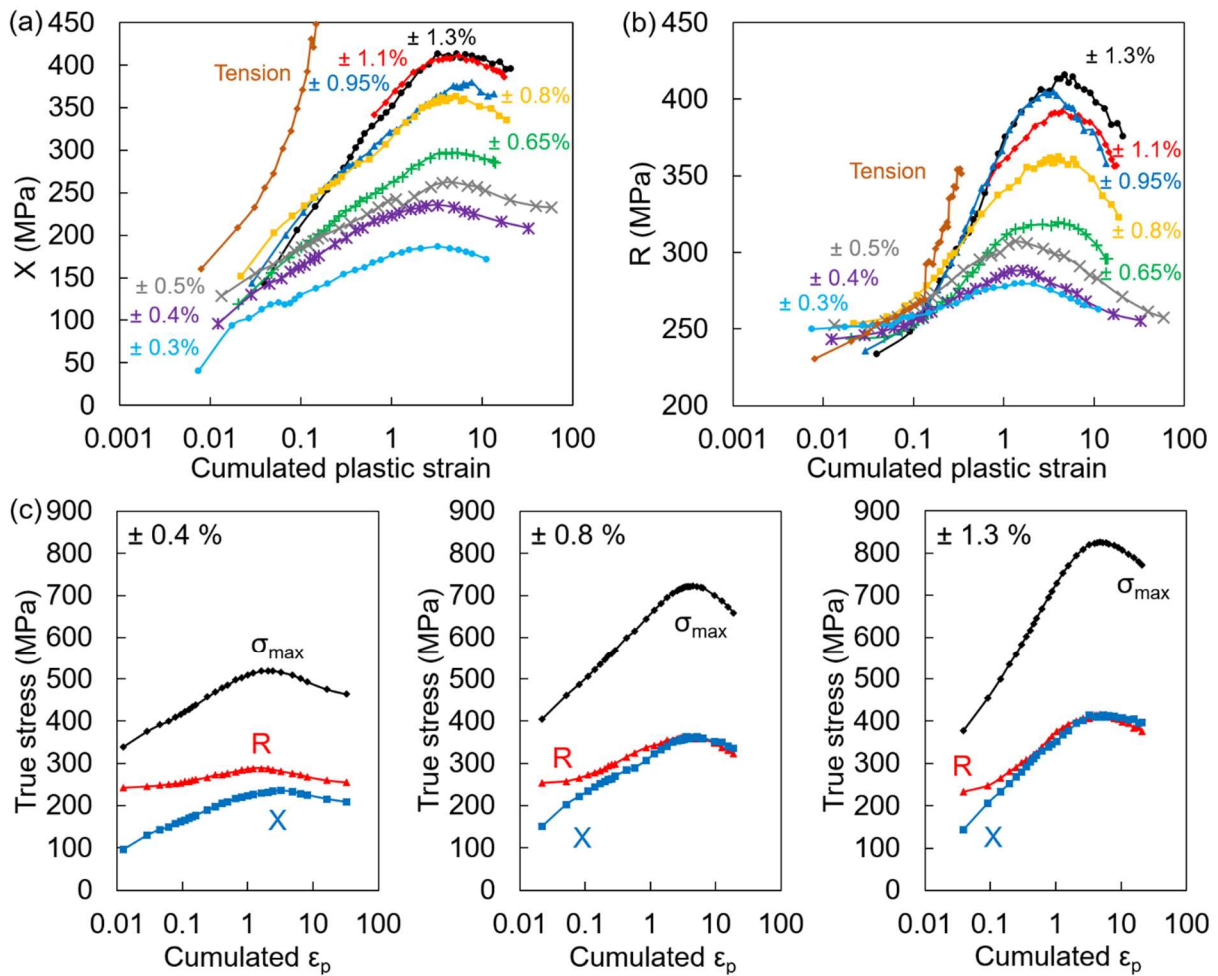 (a)
450
400
350
300
250
200
150
100
50
0
X (MPa)
Tension
± 1.3%
± 1.1%
± 0.95%
± 0.8%
± 0.65%
± 0.5%
± 0.4%
± 0.3%
0.001 0.01 0.1 1 10 100
Cumulated plastic strain
(b)
450
400
350
300
250
200
R (MPa)
± 1.3%
Tension
± 1.1%
± 0.95%
± 0.8%
± 0.5%
± 0.65%
± 0.4%
± 0.3%
0.001 0.01 0.1 1 10 100
Cumulated plastic strain
(c)
900
800
700
600
500
400
300
200
100
0
True stress (MPa)
± 0.4 %
σmax
R
X
0.01 0.1 1 10 100
Cumulated εp
900
800
700
600
500
400
300
200
100
0
True stress (MPa)
± 0.8 %
σmax
R
X
0.01 0.1 1 10 100
Cumulated εp
900
800
700
600
500
400
300
200
100
0
True stress (MPa)
± 1.3 %
σmax
R
X
0.01 0.1 1 10 100
Cumulated εp